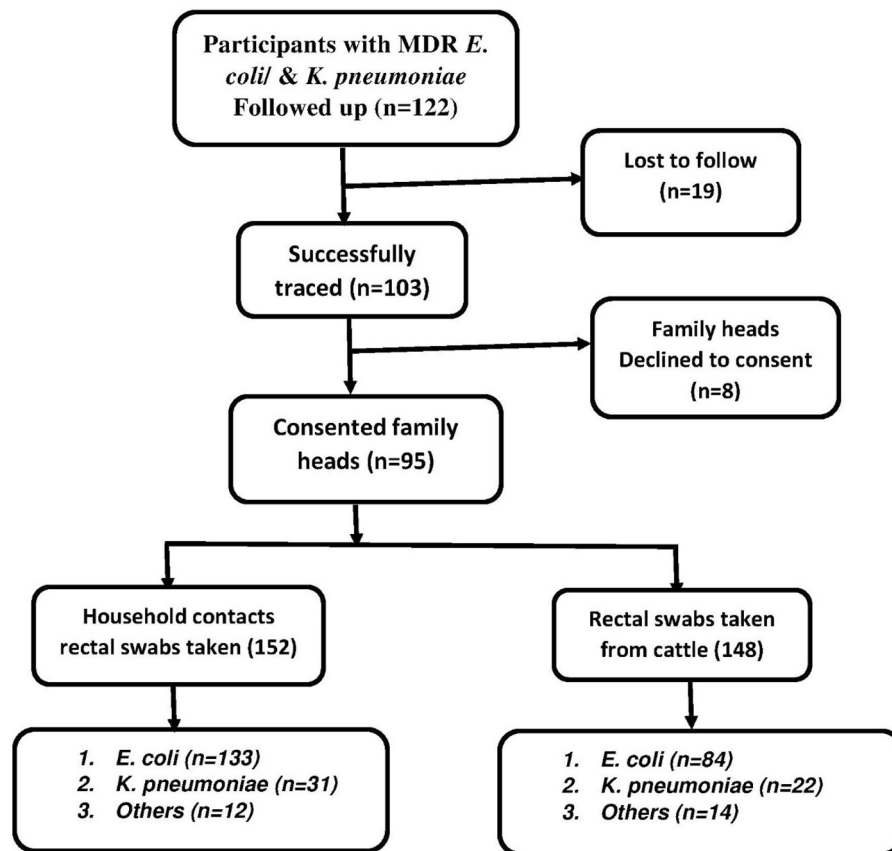 Participants with MDR E.
coli/ & K. pneumoniae
Followed up (n=122)
Lost to follow
(n=19)
Successfully
traced (n=103)
Family heads
Declined to consent
(n=8)
Consented family
heads (n=95)
Household contacts
rectal swabs taken (152)
Rectal swabs taken
from cattle (148)
1. E. coli (n=133)
2. K. pneumoniae (n=31)
3. Others (n=12)
1. E. coli (n=84)
2. K. pneumoniae (n=22)
3. Others (n=14)